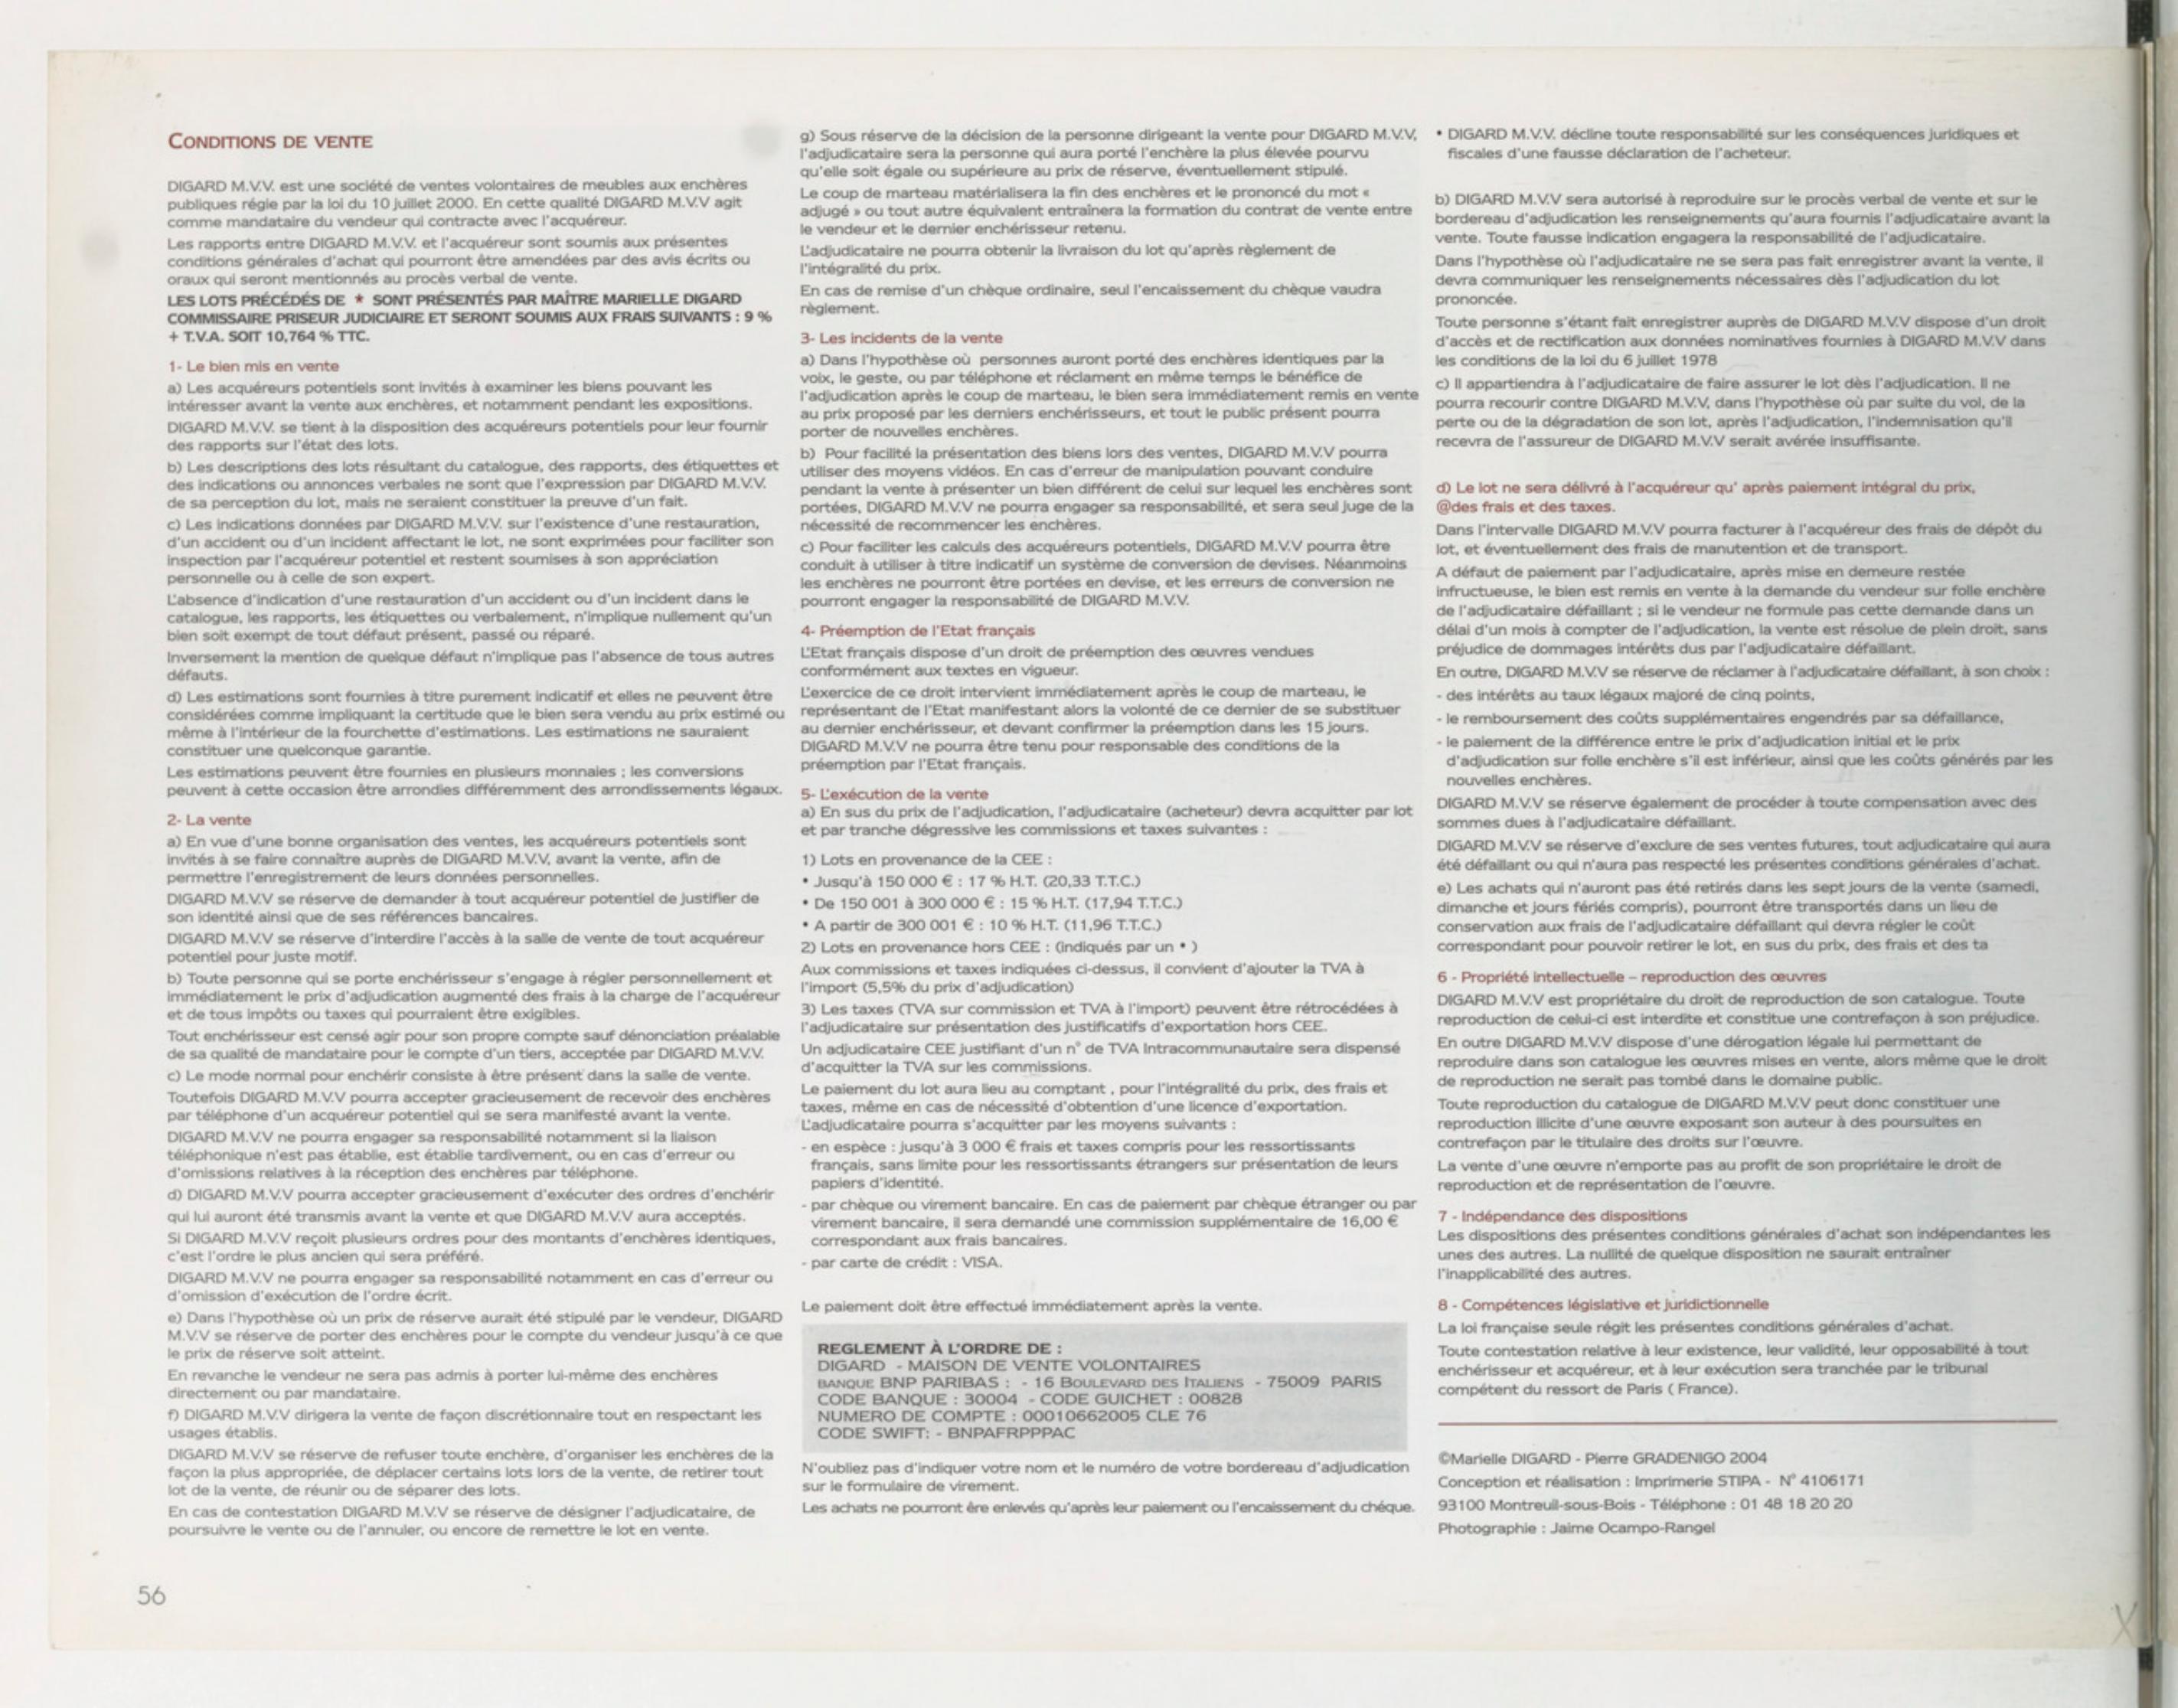 CONDITIONS DE VENTE
DIGARD M.V.V. est une société de ventes volontaires de meubles aux enchères
publiques régie par la loi du 10 juillet 2000. En cette qualité DIGARD M.V.V agit
comme mandataire du vendeur qui contracte avec l'acquéreur.
Les rapports entre DIGARD M.V.V. et l'acquéreur sont soumis aux présentes
conditions générales d'achat qui pourront être amendées par des avis écrits ou
oraux qui seront mentionnés au procès verbal de vente.
LES LOTS PRÉCÉDÉS DE * SONT PRÉSENTÉS PAR MAÎTRE MARIELLE DIGARD
COMMISSAIRE PRISEUR JUDICIAIRE ET SERONT SOUMIS AUX FRAIS SUIVANTS : 9 %
+ T.V.A. SOIT 10,764 % TTC.
1- Le bien mis en vente
a) Les acquéreurs potentiels sont invités à examiner les biens pouvant les
intéresser avant la vente aux enchères, et notamment pendant les expositions.
DIGARD M.V.V. se tient à la disposition des acquéreurs potentiels pour leur fournir
des rapports sur l'état des lots.
b) Les descriptions des lots résultant du catalogue, des rapports, des étiquettes et
des indications ou annonces verbales ne sont que l'expression par DIGARD M.V.V.
de sa perception du lot, mais ne seraient constituer la preuve d'un fait.
c) Les indications données par DIGARD M.V.V. sur l'existence d'une restauration,
d'un accident ou d'un incident affectant le lot, ne sont exprimées pour faciliter son
inspection par l'acquéreur potentiel et restent soumises à son appréciation
personnelle ou à celle de son expert.
L'absence d'indication d'une restauration d'un accident ou d'un incident dans le
catalogue, les rapports, les étiquettes ou verbalement, n'implique nullement qu'un
bien soit exempt de tout défaut présent, passé ou réparé.
Inversement la mention de quelque défaut n'implique pas l'absence de tous autres
défauts.
d) Les estimations sont fournies à titre purement indicatif et elles ne peuvent être
considérées comme impliquant la certitude que le bien sera vendu au prix estimé ou
même à l'intérieur de la fourchette d'estimations. Les estimations ne sauraient
constituer une quelconque garantie.
Les estimations peuvent être fournies en plusieurs monnaies ; les conversions
peuvent à cette occasion être arrondies différemment des arrondissements légaux.
2- La vente
a) En vue d'une bonne organisation des ventes, les acquéreurs potentiels sont
invités à se faire connaître auprès de DIGARD M.V.V, avant la vente, afin de
permettre l'enregistrement de leurs données personnelles.
DIGARD M.V.V se réserve de demander à tout acquéreur potentiel de justifier de
son identité ainsi que de ses références bancaires.
DIGARD M.V.V se réserve d'interdire l'accès à la salle de vente de tout acquéreur
potentiel pour juste motif.
b) Toute personne qui se porte enchérisseur s'engage à régler personnellement et
immédiatement le prix d'adjudication augmenté des frais à la charge de l'acquéreur
et de tous impôts ou taxes qui pourraient être exigibles.
Tout enchérisseur est censé agir pour son propre compte sauf dénonciation préalable
de sa qualité de mandataire pour le compte d'un tiers, acceptée par DIGARD M.V.V.
c) Le mode normal pour enchérir consiste à être présent dans la salle de vente.
Toutefois DIGARD M.V.V pourra accepter gracieusement de recevoir des enchères
par téléphone d'un acquéreur potentiel qui se sera manifesté avant la vente.
DIGARD M.V.V ne pourra engager sa responsabilité notamment si la liaison
téléphonique n'est pas établie, est établie tardivement, ou en cas d'erreur ou
d'omissions relatives à la réception des enchères par téléphone.
d) DIGARD M.V.V pourra accepter gracieusement d'exécuter des ordres d'enchérir
qui lui auront été transmis avant la vente et que DIGARD M.V.V aura acceptés.
Si DIGARD M.V.V reçoit plusieurs ordres pour des montants d'enchères identiques,
c'est l'ordre le plus ancien qui sera préféré.
DIGARD M.V.V ne pourra engager sa responsabilité notamment en cas d'erreur ou
d'omission d'exécution de l'ordre écrit.
e) Dans l'hypothèse où un prix de réserve aurait été stipulé par le vendeur, DIGARD
M.V.V se réserve de porter des enchères pour le compte du vendeur jusqu'à ce que
le prix de réserve soit atteint.
En revanche le vendeur ne sera pas admis à porter lui-même des enchères
directement ou par mandataire.
f) DIGARD M.V.V dirigera la vente de façon discrétionnaire tout en respectant les
usages établis.
DIGARD M.V.V se réserve de refuser toute enchère, d'organiser les enchères de la
façon la plus appropriée, de déplacer certains lots lors de la vente, de retirer tout
lot de la vente, de réunir ou de séparer des lots.
En cas de contestation DIGARD M.V.V se réserve de désigner l'adjudicataire, de
poursuivre le vente ou de l'annuler, ou encore de remettre le lot en vente.
g) Sous réserve de la décision de la personne dirigeant la vente pour DIGARD M.V.V,
l'adjudicataire sera la personne qui aura porté l'enchère la plus élevée pourvu
qu'elle soit égale ou supérieure au prix de réserve, éventuellement stipulé.
Le coup de marteau matérialisera la fin des enchères et le prononcé du mot «
adjugé » ou tout autre équivalent entraînera la formation du contrat de vente entre
le vendeur et le dernier enchérisseur retenu.
L'adjudicataire ne pourra obtenir la livraison du lot qu'après règlement de
l'intégralité du prix.
En cas de remise d'un chèque ordinaire, seul l'encaissement du chèque vaudra
règlement.
3- Les incidents de la vente
a) Dans l'hypothèse où personnes auront porté des enchères identiques par la
voix, le geste, ou par téléphone et réclament en même temps le bénéfice de
l'adjudication après le coup de marteau, le bien sera immédiatement remis en vente
au prix proposé par les derniers enchérisseurs, et tout le public présent pourra
porter de nouvelles enchères.
b) Pour facilité la présentation des biens lors des ventes, DIGARD M.V.V pourra
utiliser des moyens vidéos. En cas d'erreur de manipulation pouvant conduire
pendant la vente à présenter un bien différent de celui sur lequel les enchères sont
portées, DIGARD M.V.V ne pourra engager sa responsabilité, et sera seul juge de la
nécessité de recommencer les enchères.
c) Pour faciliter les calculs des acquéreurs potentiels, DIGARD M.V.V pourra être
conduit à utiliser à titre indicatif un système de conversion de devises. Néanmoins
les enchères ne pourront être portées en devise, et les erreurs de conversion ne
pourront engager la responsabilité de DIGARD M.V.V.
4- Préemption de l'Etat français
L'Etat français dispose d'un droit de préemption des œuvres vendues
conformément aux textes en vigueur.
L'exercice de ce droit intervient immédiatement après le coup de marteau, le
représentant de l'Etat manifestant alors la volonté de ce dernier de se substituer
au dernier enchérisseur, et devant confirmer la préemption dans les 15 jours.
DIGARD M.V.V ne pourra être tenu pour responsable des conditions de la
préemption par l'Etat français.
5- L'exécution de la vente
a) En sus du prix de l'adjudication, l'adjudicataire (acheteur) devra acquitter par lot
et par tranche dégressive les commissions et taxes suivantes :
1) Lots en provenance de la CEE :
• Jusqu'à 150 000 € : 17 % H.T. (20,33 T.T.C.)
• De 150 001 à 300 000 € : 15 % H.T. (17,94 T.T.C.)
• A partir de 300 001 € : 10 % H.T. (11,96 T.T.C.)
2) Lots en provenance hors CEE : (indiqués par un • )
Aux commissions et taxes indiquées ci-dessus, il convient d'ajouter la TVA à
l'import (5,5% du prix d'adjudication)
3) Les taxes (TVA sur commission et TVA à l'import) peuvent être rétrocédées à
l'adjudicataire sur présentation des justificatifs d'exportation hors CEE.
Un adjudicataire CEE justifiant d'un n° de TVA Intracommunautaire sera dispensé
d'acquitter la TVA sur les commissions.
Le paiement du lot aura lieu au comptant , pour l'intégralité du prix, des frais et
taxes, même en cas de nécessité d'obtention d'une licence d'exportation.
L'adjudicataire pourra s'acquitter par les moyens suivants :
- en espèce : jusqu'à 3 000 € frais et taxes compris pour les ressortissants
français, sans limite pour les ressortissants étrangers sur présentation de leurs
papiers d'identité.
- par chèque ou virement bancaire. En cas de paiement par chèque étranger ou par
virement bancaire, il sera demandé une commission supplémentaire de 16,00 €
correspondant aux frais bancaires.
- par carte de crédit : VISA.
Le paiement doit être effectué immédiatement après la vente.
REGLEMENT À L'ORDRE DE :
DIGARD - MAISON DE VENTE VOLONTAIRES
BANQUE BNP PARIBAS : - 16 BOULEVARD DES ITALIENS - 75009 PARIS
CODE BANQUE : 30004 - CODE GUICHET : 00828
NUMERO DE COMPTE : 00010662005 CLE 76
CODE SWIFT: - BNPAFRPPPAC
N'oubliez pas d'indiquer votre nom et le numéro de votre bordereau d'adjudication
sur le formulaire de virement.
Les achats ne pourront êre enlevés qu'après leur paiement ou l'encaissement du chéque.
• DIGARD M.V.V. décline toute responsabilité sur les conséquences juridiques et
fiscales d'une fausse déclaration de l'acheteur.
b) DIGARD M.V.V sera autorisé à reproduire sur le procès verbal de vente et sur le
bordereau d'adjudication les renseignements qu'aura fournis l'adjudicataire avant la
vente. Toute fausse indication engagera la responsabilité de l'adjudicataire.
Dans l'hypothèse où l'adjudicataire ne se sera pas fait enregistrer avant la vente, il
devra communiquer les renseignements nécessaires dès l'adjudication du lot
prononcée.
Toute personne s'étant fait enregistrer auprès de DIGARD M.V.V dispose d'un droit
d'accès et de rectification aux données nominatives fournies à DIGARD M.V.V dans
les conditions de la loi du 6 juillet 1978
c) Il appartiendra à l'adjudicataire de faire assurer le lot dès l'adjudication. Il ne
pourra recourir contre DIGARD M.V.V, dans l'hypothèse où par suite du vol, de la
perte ou de la dégradation de son lot, après l'adjudication, l'indemnisation qu'il
recevra de l'assureur de DIGARD M.V.V serait avérée insuffisante.
d) Le lot ne sera délivré à l'acquéreur qu' après paiement intégral du prix,
@des frais et des taxes.
Dans l'intervalle DIGARD M.V.V pourra facturer à l'acquéreur des frais de dépôt du
lot, et éventuellement des frais de manutention et de transport.
A défaut de paiement par l'adjudicataire, après mise en demeure restée
infructueuse, le bien est remis en vente à la demande du vendeur sur folle enchère
de l'adjudicataire défaillant ; si le vendeur ne formule pas cette demande dans un
délai d'un mois à compter de l'adjudication, la vente est résolue de plein droit, sans
préjudice de dommages intérêts dus par l'adjudicataire défaillant.
En outre, DIGARD M.V.V se réserve de réclamer à l'adjudicataire défaillant, à son choix :
- des intérêts au taux légaux majoré de cinq points,
- le remboursement des coûts supplémentaires engendrés par sa défaillance,
- le paiement de la différence entre le prix d'adjudication initial et le prix
d'adjudication sur folle enchère s'il est inférieur, ainsi que les coûts générés par les
nouvelles enchères.
DIGARD M.V.V se réserve également de procéder à toute compensation avec des
sommes dues à l'adjudicataire défaillant.
DIGARD M.V.V se réserve d'exclure de ses ventes futures, tout adjudicataire qui aura
été défaillant ou qui n'aura pas respecté les présentes conditions générales d'achat.
e) Les achats qui n'auront pas été retirés dans les sept jours de la vente (samedi,
dimanche et jours fériés compris), pourront être transportés dans un lieu de
conservation aux frais de l'adjudicataire défaillant qui devra régler le coût
correspondant pour pouvoir retirer le lot, en sus du prix, des frais et des ta
6 - Propriété intellectuelle – reproduction des œuvres
DIGARD M.V.V est propriétaire du droit de reproduction de son catalogue. Toute
reproduction de celui-ci est interdite et constitue une contrefaçon à son préjudice.
En outre DIGARD M.V.V dispose d'une dérogation légale lui permettant de
reproduire dans son catalogue les œuvres mises en vente, alors même que le droit
de reproduction ne serait pas tombé dans le domaine public.
Toute reproduction du catalogue de DIGARD M.V.V peut donc constituer une
reproduction illicite d'une œuvre exposant son auteur à des poursuites en
contrefaçon par le titulaire des droits sur l'œuvre.
La vente d'une œuvre n'emporte pas au profit de son propriétaire le droit de
reproduction et de représentation de l'œuvre.
7 - Indépendance des dispositions
Les dispositions des présentes conditions générales d'achat son indépendantes les
unes des autres. La nullité de quelque disposition ne saurait entraîner
l'inapplicabilité des autres.
8 - Compétences législative et juridictionnelle
La loi française seule régit les présentes conditions générales d'achat.
Toute contestation relative à leur existence, leur validité, leur opposabilité à tout
enchérisseur et acquéreur, et à leur exécution sera tranchée par le tribunal
compétent du ressort de Paris ( France).
©Marielle DIGARD - Pierre GRADENIGO 2004
Conception et réalisation : Imprimerie STIPA - N° 4106171
93100 Montreuil-sous-Bois - Téléphone : 01 48 18 20 20
Photographie : Jaime Ocampo-Rangel
56
X